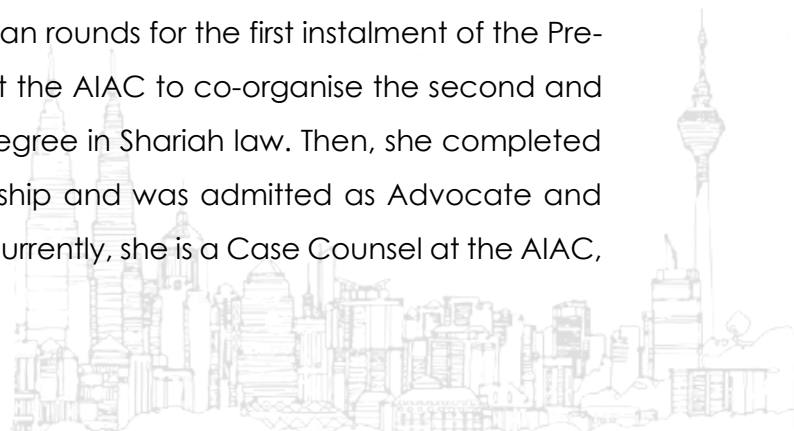 an rounds for the first instalment of the Pre-
t the AIAC to co-organise the second and
egree in Shariah law. Then, she completed
ship and was admitted as Advocate and
urrently, she is a Case Counsel at the AIAC,